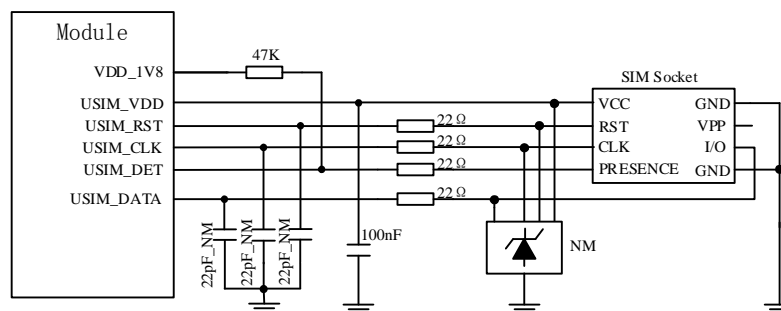 Module
VDD_1V8
USIM_VDD
USIM_RST
USIM_CLK
USIM_DET
USIM_DATA
47K
22Ω
22Ω
22Ω
22Ω
22pF_NM
22pF_NM
22pF_NM
100nF
NM
SIM Socket
VCC
GND
RST
VPP
CLK
I/O
PRESENCE
GND